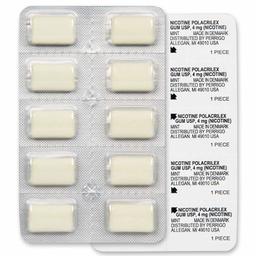 NICOTINE POLACRILEX
GUM USP, 4 mg (NICOTINE)
MINT MADE IN DENMARK
DISTRIBUTED BY PERRIGO
ALLEGAN, MI 49010 USA
1 PIECE
NICOTINE POLACRILEX
GUM USP, 4 mg (NICOTINE)
MINT MADE IN DENMARK
DISTRIBUTED BY PERRIGO
ALLEGAN, MI 49010 USA
1 PIECE
NICOTINE POLACRILEX
GUM USP, 4 mg (NICOTINE)
MINT MADE IN DENMARK
DISTRIBUTED BY PERRIGO
ALLEGAN, MI 49010 USA
1 PIECE
NICOTINE POLACRILEX
GUM USP, 4 mg (NICOTINE)
MINT MADE IN DENMARK
DISTRIBUTED BY PERRIGO
ALLEGAN, MI 49010 USA
1 PIECE
NICOTINE POLACRILEX
GUM USP, 4 mg (NICOTINE)
MINT MADE IN DENMARK
DISTRIBUTED BY PERRIGO
ALLEGAN, MI 49010 USA
1 PIECE